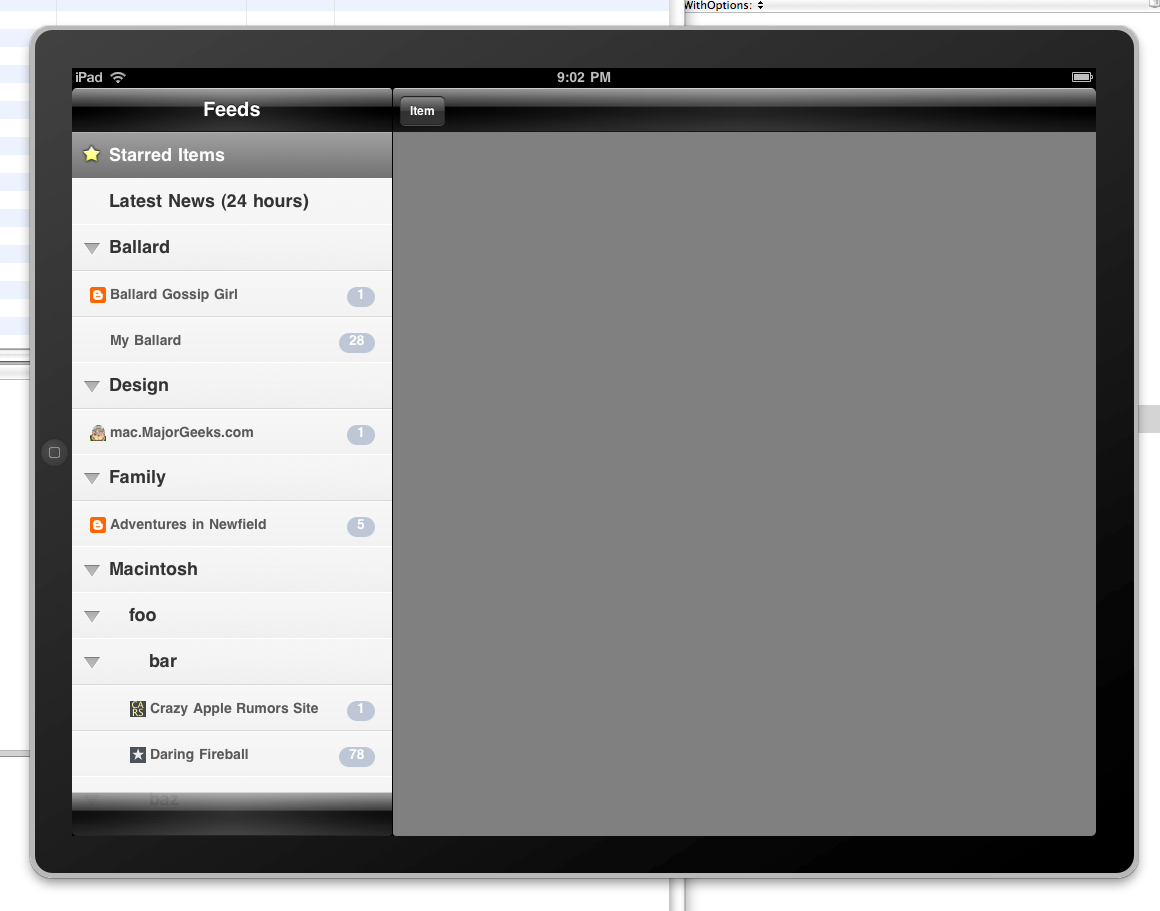 WithOptions:
iPad 9:02 PM
Feeds
Item
Starred Items
Latest News (24 hours)
Ballard
Ballard Gossip Girl 1
My Ballard 28
Design
mac.MajorGeeks.com 1
Family
Adventures in Newfield 5
Macintosh
foo
bar
CARS Crazy Apple Rumors Site 1
Daring Fireball 78
baz